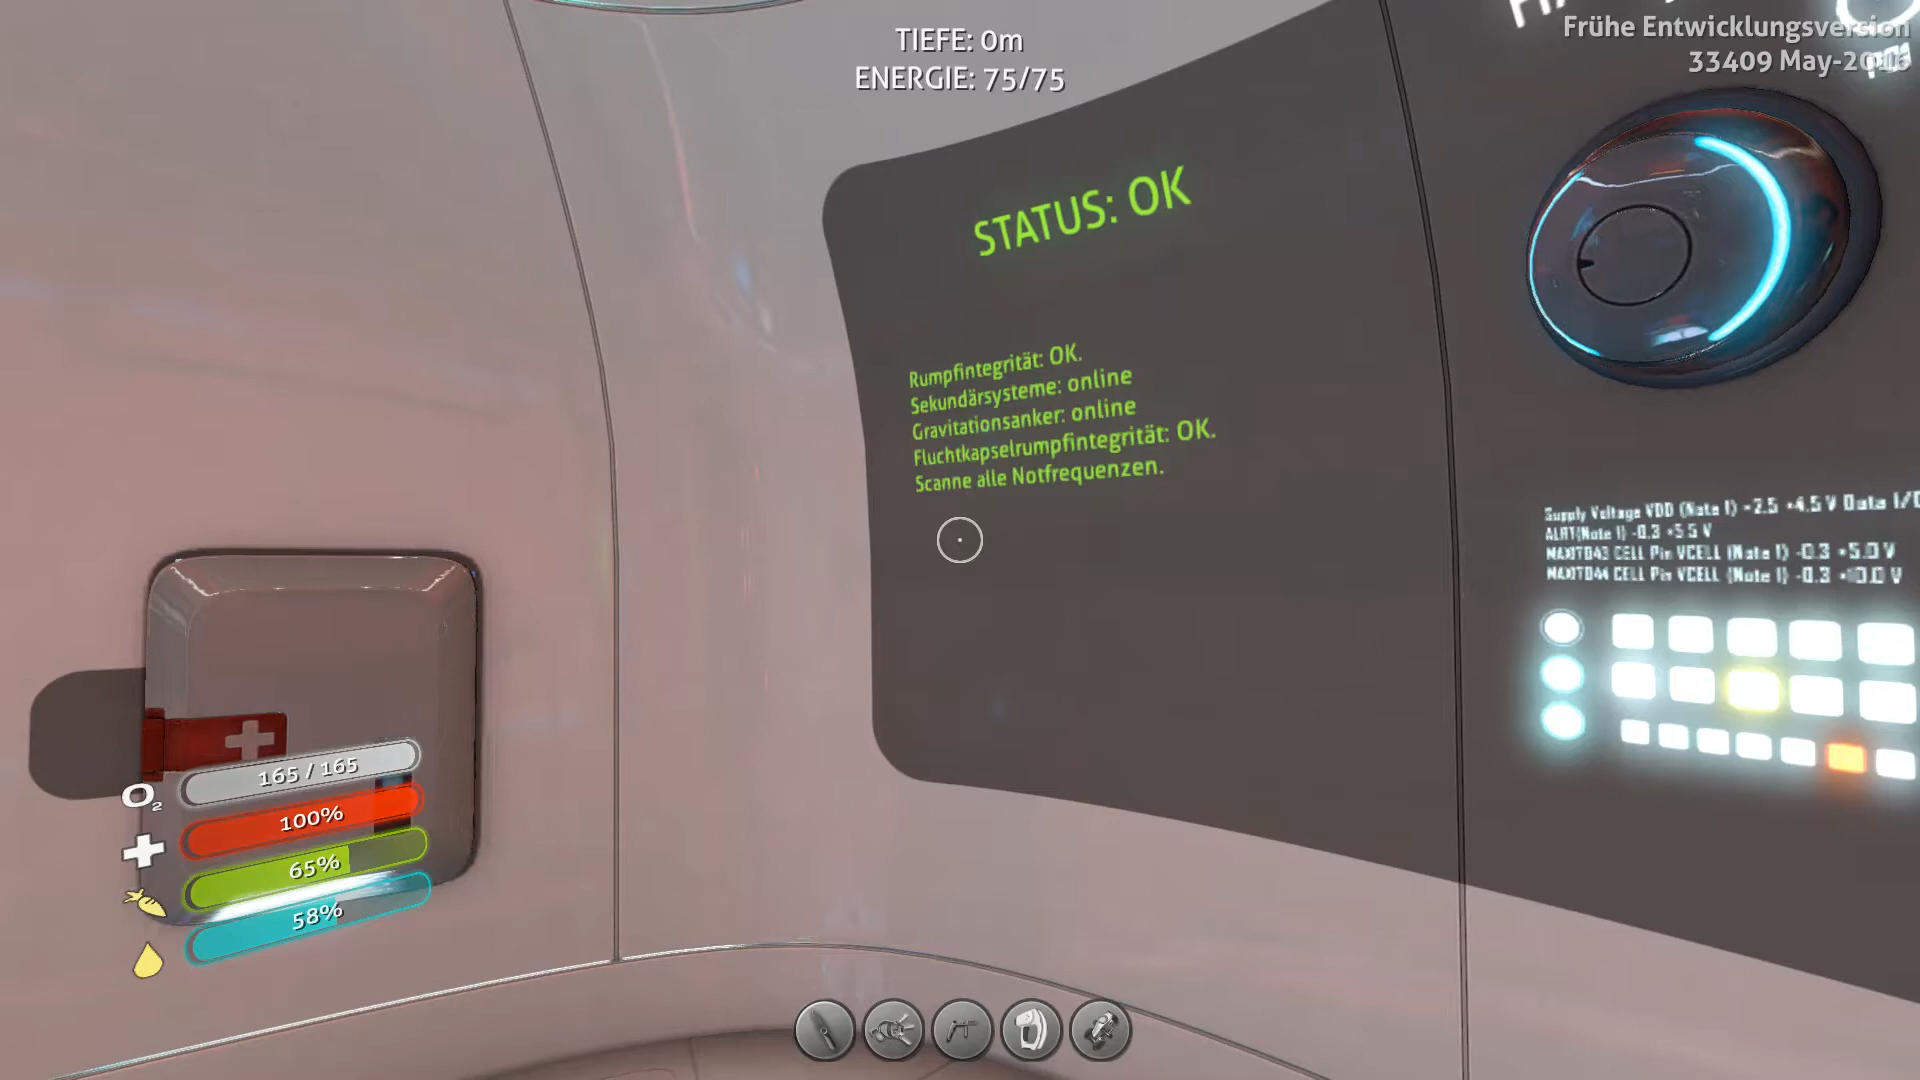 TIEFE: 0m
ENERGIE: 75/75
Frühe Entwicklungsversion
33409 May-2016
STATUS: OK
Rumpfintegrität: OK.
Sekundärsysteme: online
Gravitationsanker: online
Fluchtkapselrumpfintegrität: OK.
Scanne alle Notfrequenzen.
Supply Voltage VDD (Note 1) -2.5 +4.5 V Data I/O
ALRT(Note 1) -0.3 +5.5 V
CELL Pin VCELL (Note 1) -0.3 +5.0 V
CELL Pin VCELL (Note 1) -0.3 +10.0 V
O₂
165 / 165
100%
65%
58%